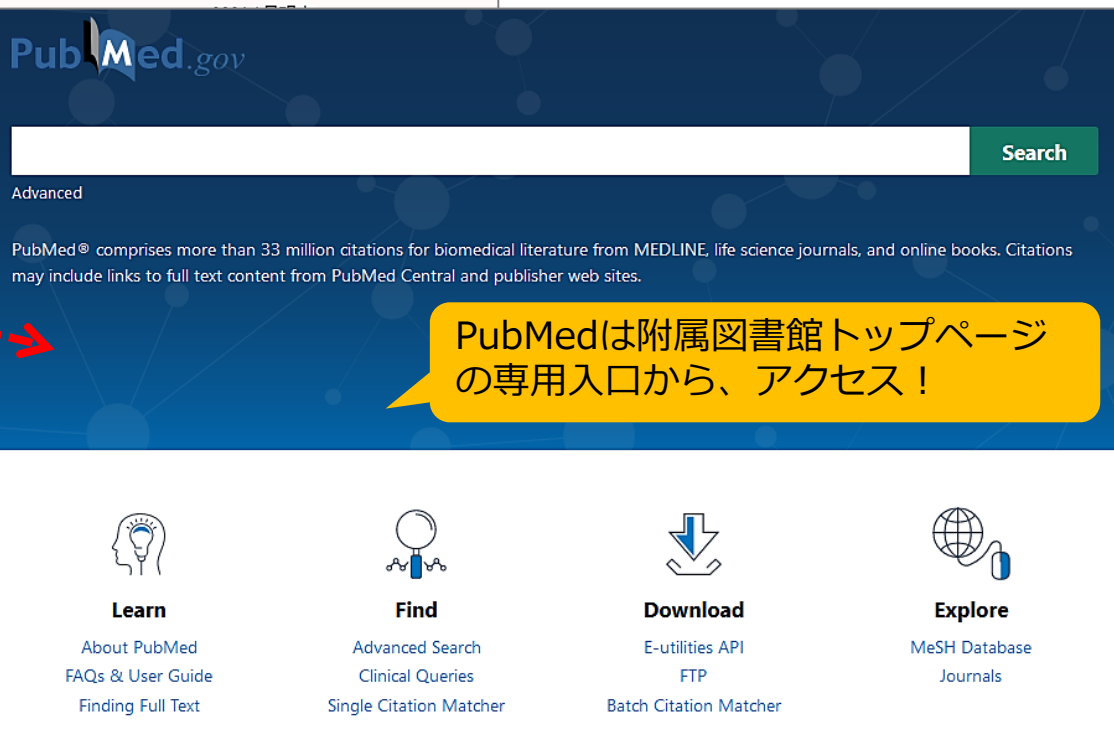 PubMed.gov
Search
Advanced
PubMed® comprises more than 33 million citations for biomedical literature from MEDLINE, life science journals, and online books. Citations
may include links to full text content from PubMed Central and publisher web sites.
PubMedは附属図書館トップページ
の専用入口から、アクセス！
Learn
About PubMed
FAQs & User Guide
Finding Full Text
Find
Advanced Search
Clinical Queries
Single Citation Matcher
Download
E-utilities API
FTP
Batch Citation Matcher
Explore
MeSH Database
Journals